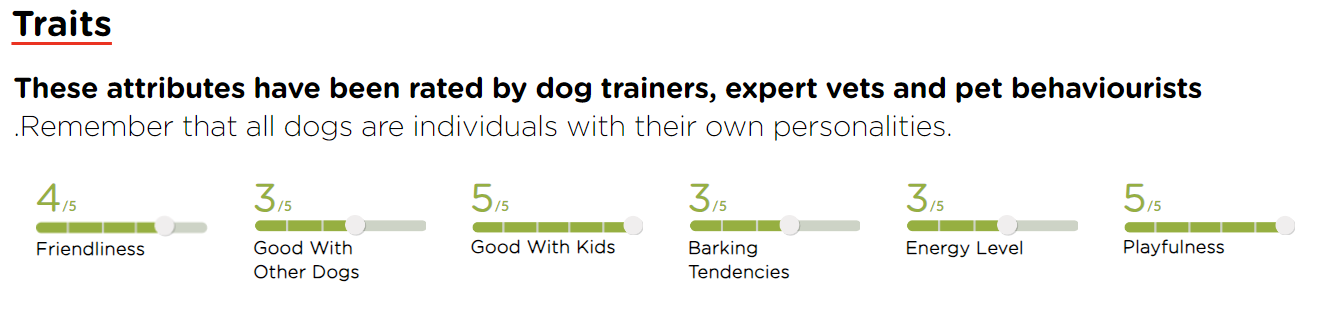 Traits
These attributes have been rated by dog trainers, expert vets and pet behaviourists
.Remember that all dogs are individuals with their own personalities.
4/5
Friendliness
3/5
Good With
Other Dogs
5/5
Good With Kids
3/5
Barking
Tendencies
3/5
Energy Level
5/5
Playfulness